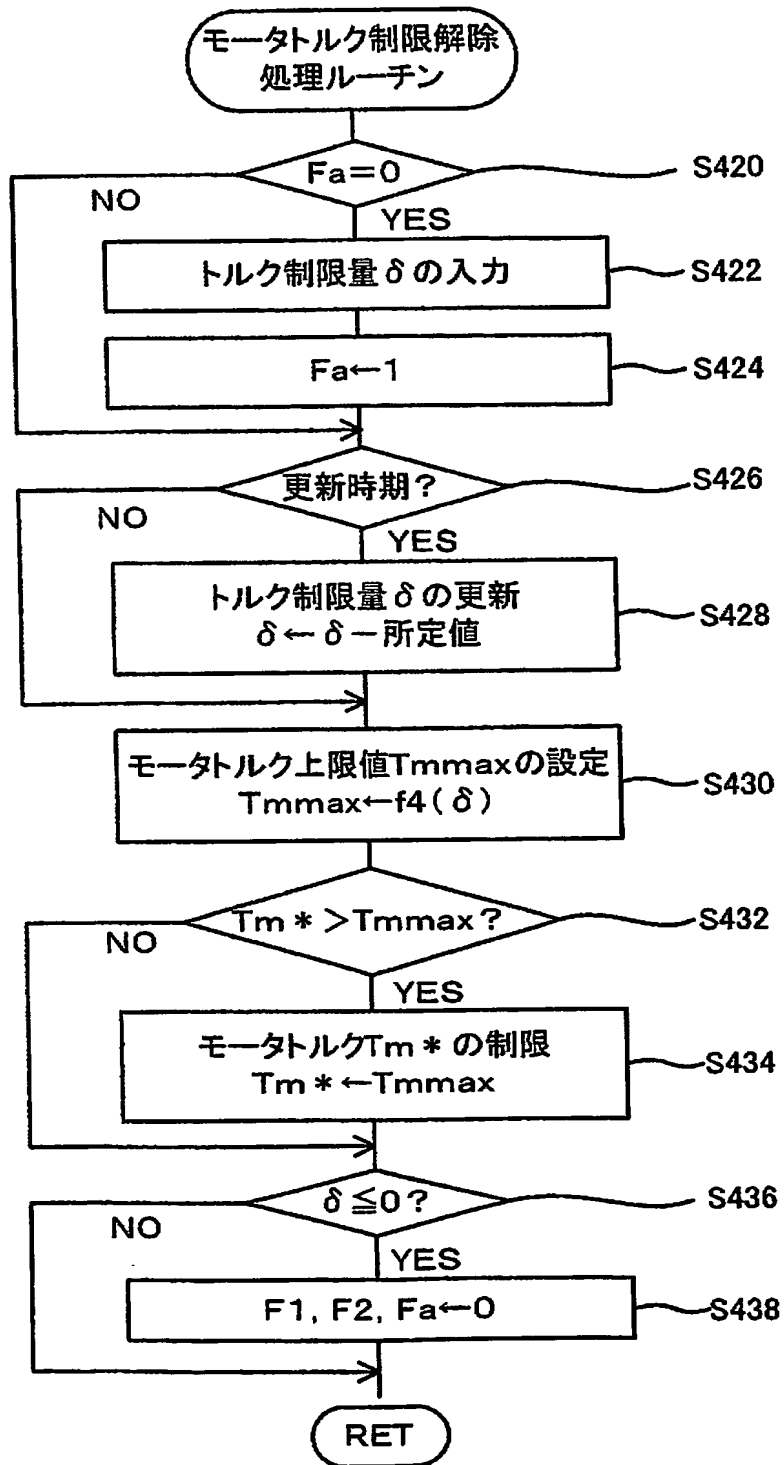 モータトルク制限解除
処理ルーチン
Fa=0
S420
NO
YES
トルク制限量δの入力
S422
Fa←1
S424
更新時期?
S426
NO
YES
トルク制限量δの更新
δ←δ-所定値
S428
モータトルク上限値Tmmaxの設定
Tmmax←f4(δ)
S430
Tm*>Tmmax?
S432
NO
YES
モータトルクTm*の制限
Tm*←Tmmax
S434
δ≦0?
S436
NO
YES
F1, F2, Fa←0
S438
RET